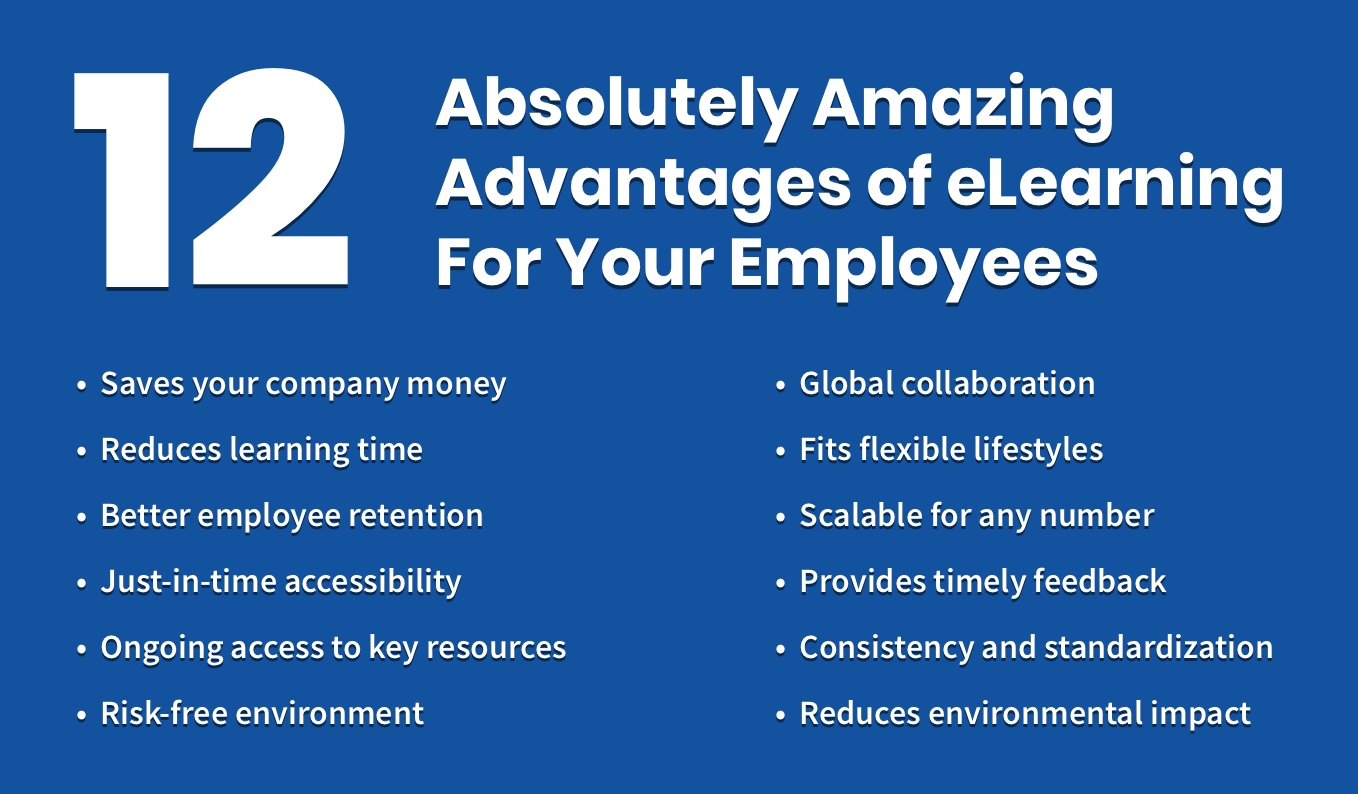 12
Absolutely Amazing
Advantages of eLearning
For Your Employees
• Saves your company money
• Reduces learning time
• Better employee retention
• Just-in-time accessibility
• Ongoing access to key resources
• Risk-free environment
• Global collaboration
• Fits flexible lifestyles
• Scalable for any number
• Provides timely feedback
• Consistency and standardization
• Reduces environmental impact